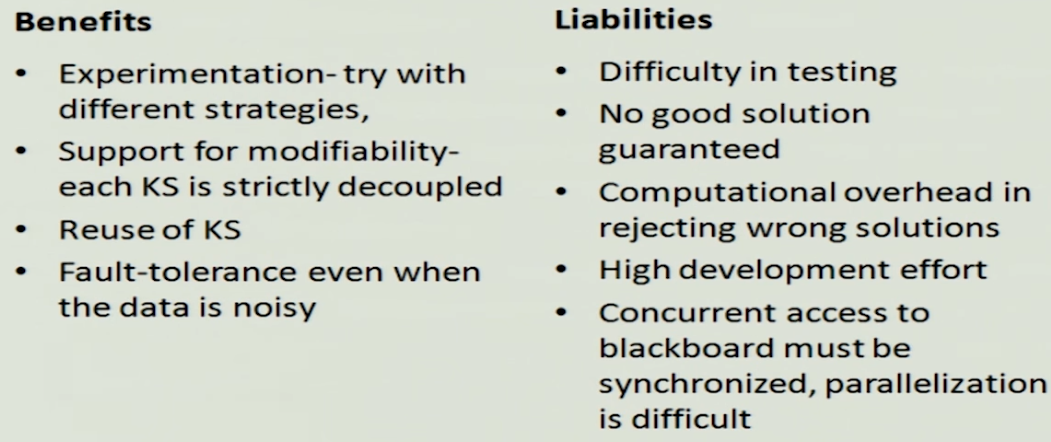 Benefits
• Experimentation- try with
different strategies,
• Support for modifiability-
each KS is strictly decoupled
• Reuse of KS
• Fault-tolerance even when
the data is noisy
Liabilities
• Difficulty in testing
• No good solution
guaranteed
• Computational overhead in
rejecting wrong solutions
• High development effort
• Concurrent access to
blackboard must be
synchronized, parallelization
is difficult